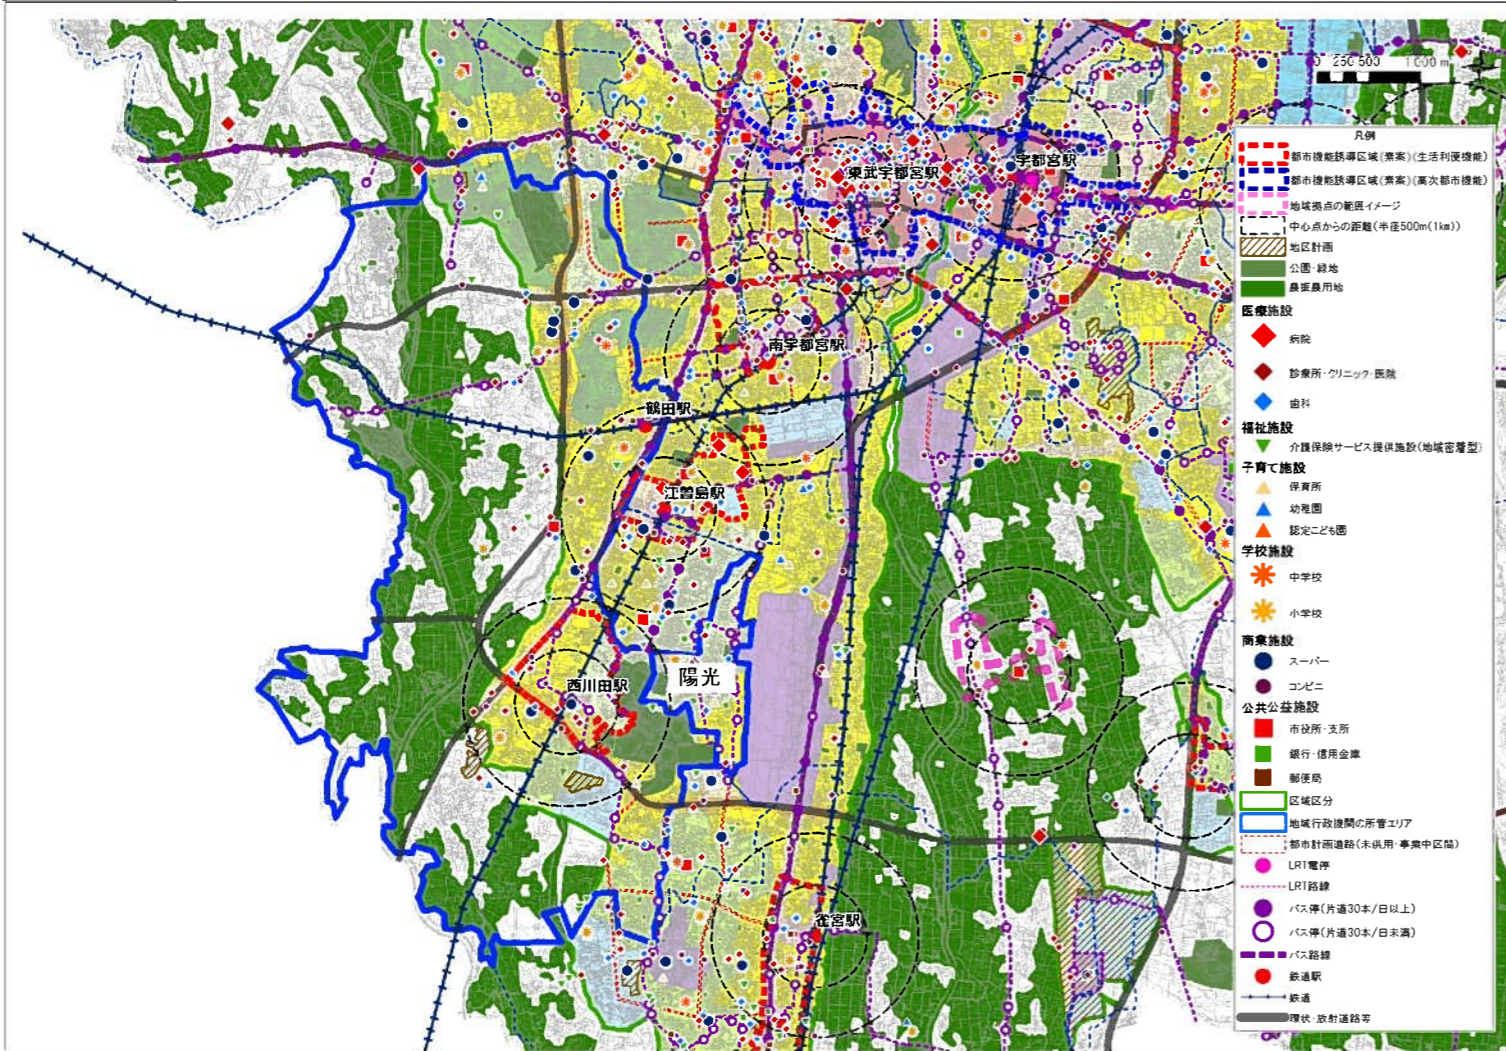 0 250 500 1000 m
宇都宮駅
東武宇都宮駅
南宇都宮駅
鶴田駅
江曽島駅
陽光
西川田駅
雀宮駅
凡例
都市機能誘導区域(素案)(生活利便機能)
都市機能誘導区域(素案)(高次都市機能)
地域拠点の範囲イメージ
中心点からの距離(半径500m(1km))
地区計画
公園・緑地
農振農用地
医療施設
病院
診療所・クリニック・医院
歯科
福祉施設
介護保険サービス提供施設(地域密着型)
子育て施設
保育所
幼稚園
認定こども園
学校施設
中学校
小学校
商業施設
スーパー
コンビニ
公共公益施設
市役所・支所
銀行・信用金庫
郵便局
区域区分
地域行政機関の所管エリア
都市計画道路(未供用・事業中区間)
LRT電停
LRT路線
バス停(片道30本/日以上)
バス停(片道30本/日未満)
バス路線
鉄道駅
鉄道
環状・放射道路等